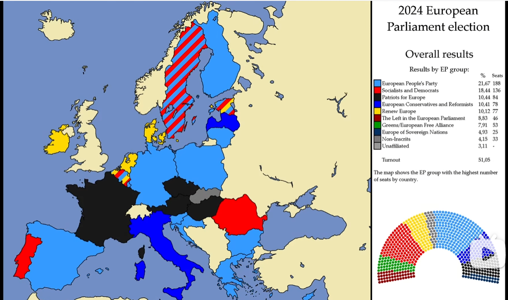 2024 European
Parliament election
Overall results
Results by EP group:
% Seats
European People's Party 21,67 188
Socialists and Democrats 18,44 136
Patriots for Europe 10,44 84
European Conservatives and Reformists 10,41 78
Renew Europe 10,12 77
The Left in the European Parliament 8,83 46
Greens/European Free Alliance 7,91 53
Europe of Sovereign Nations 4,93 25
Non-Inscrits 4,15 33
Unaffiliated 3,11 -
Turnout 51,05
The map shows the EP group with the highest number
of seats by country.